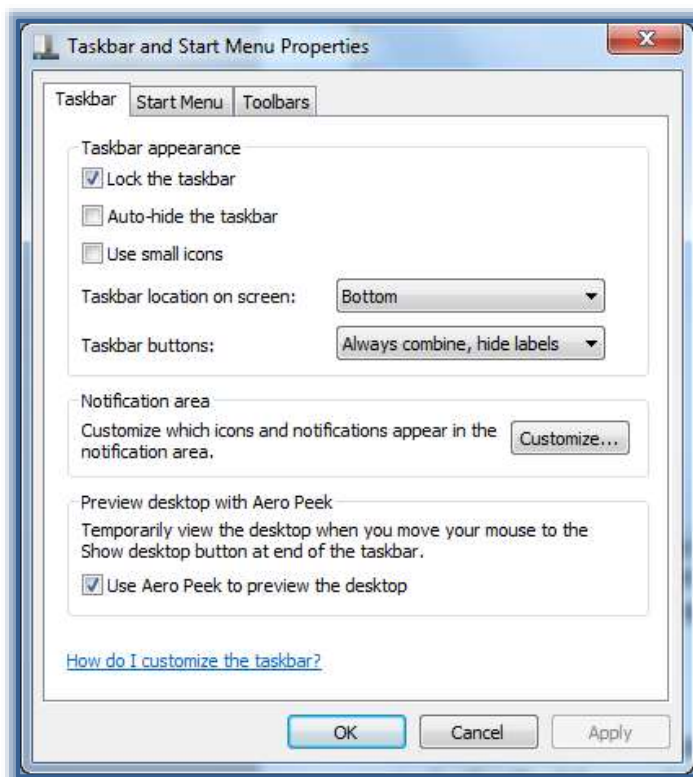 Taskbar and Start Menu Properties
Taskbar
Start Menu
Toolbars
Taskbar appearance
Lock the taskbar
Auto-hide the taskbar
Use small icons
Taskbar location on screen:
Bottom
Taskbar buttons:
Always combine, hide labels
Notification area
Customize which icons and notifications appear in the
notification area.
Customize...
Preview desktop with Aero Peek
Temporarily view the desktop when you move your mouse to the
Show desktop button at end of the taskbar.
Use Aero Peek to preview the desktop
How do I customize the taskbar?
OK
Cancel
Apply